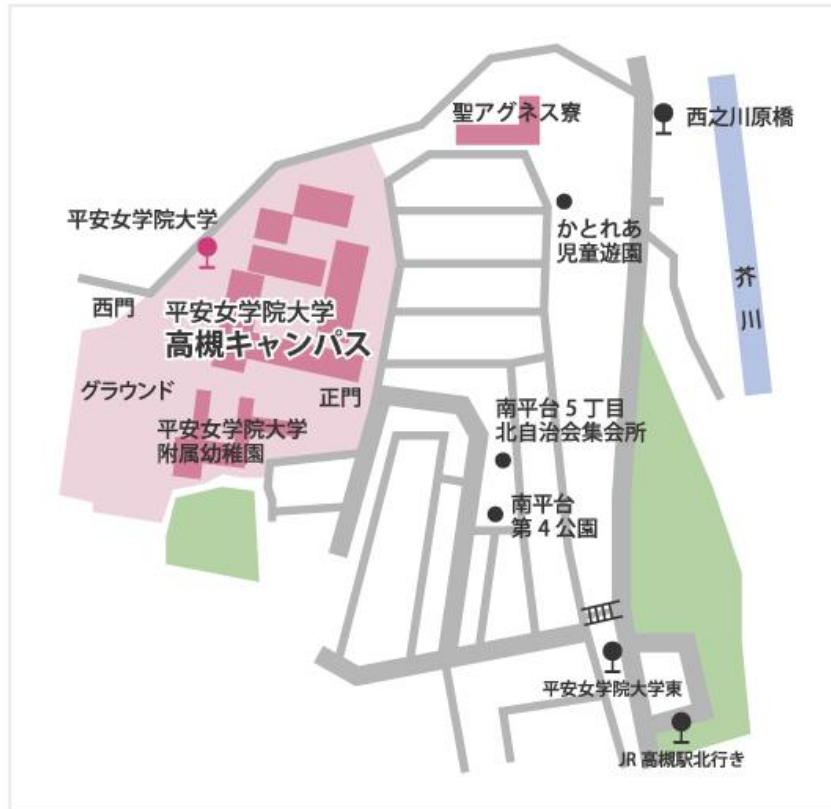 聖アグネス寮
西之川原橋
平安女学院大学
かとれあ
児童遊園
芥川
西門
平安女学院大学
高槻キャンパス
グラウンド
正門
平安女学院大学
附属幼稚園
南平台5丁目
北自治会集会所
南平台
第4公園
平安女学院大学東
JR高槻駅北行き